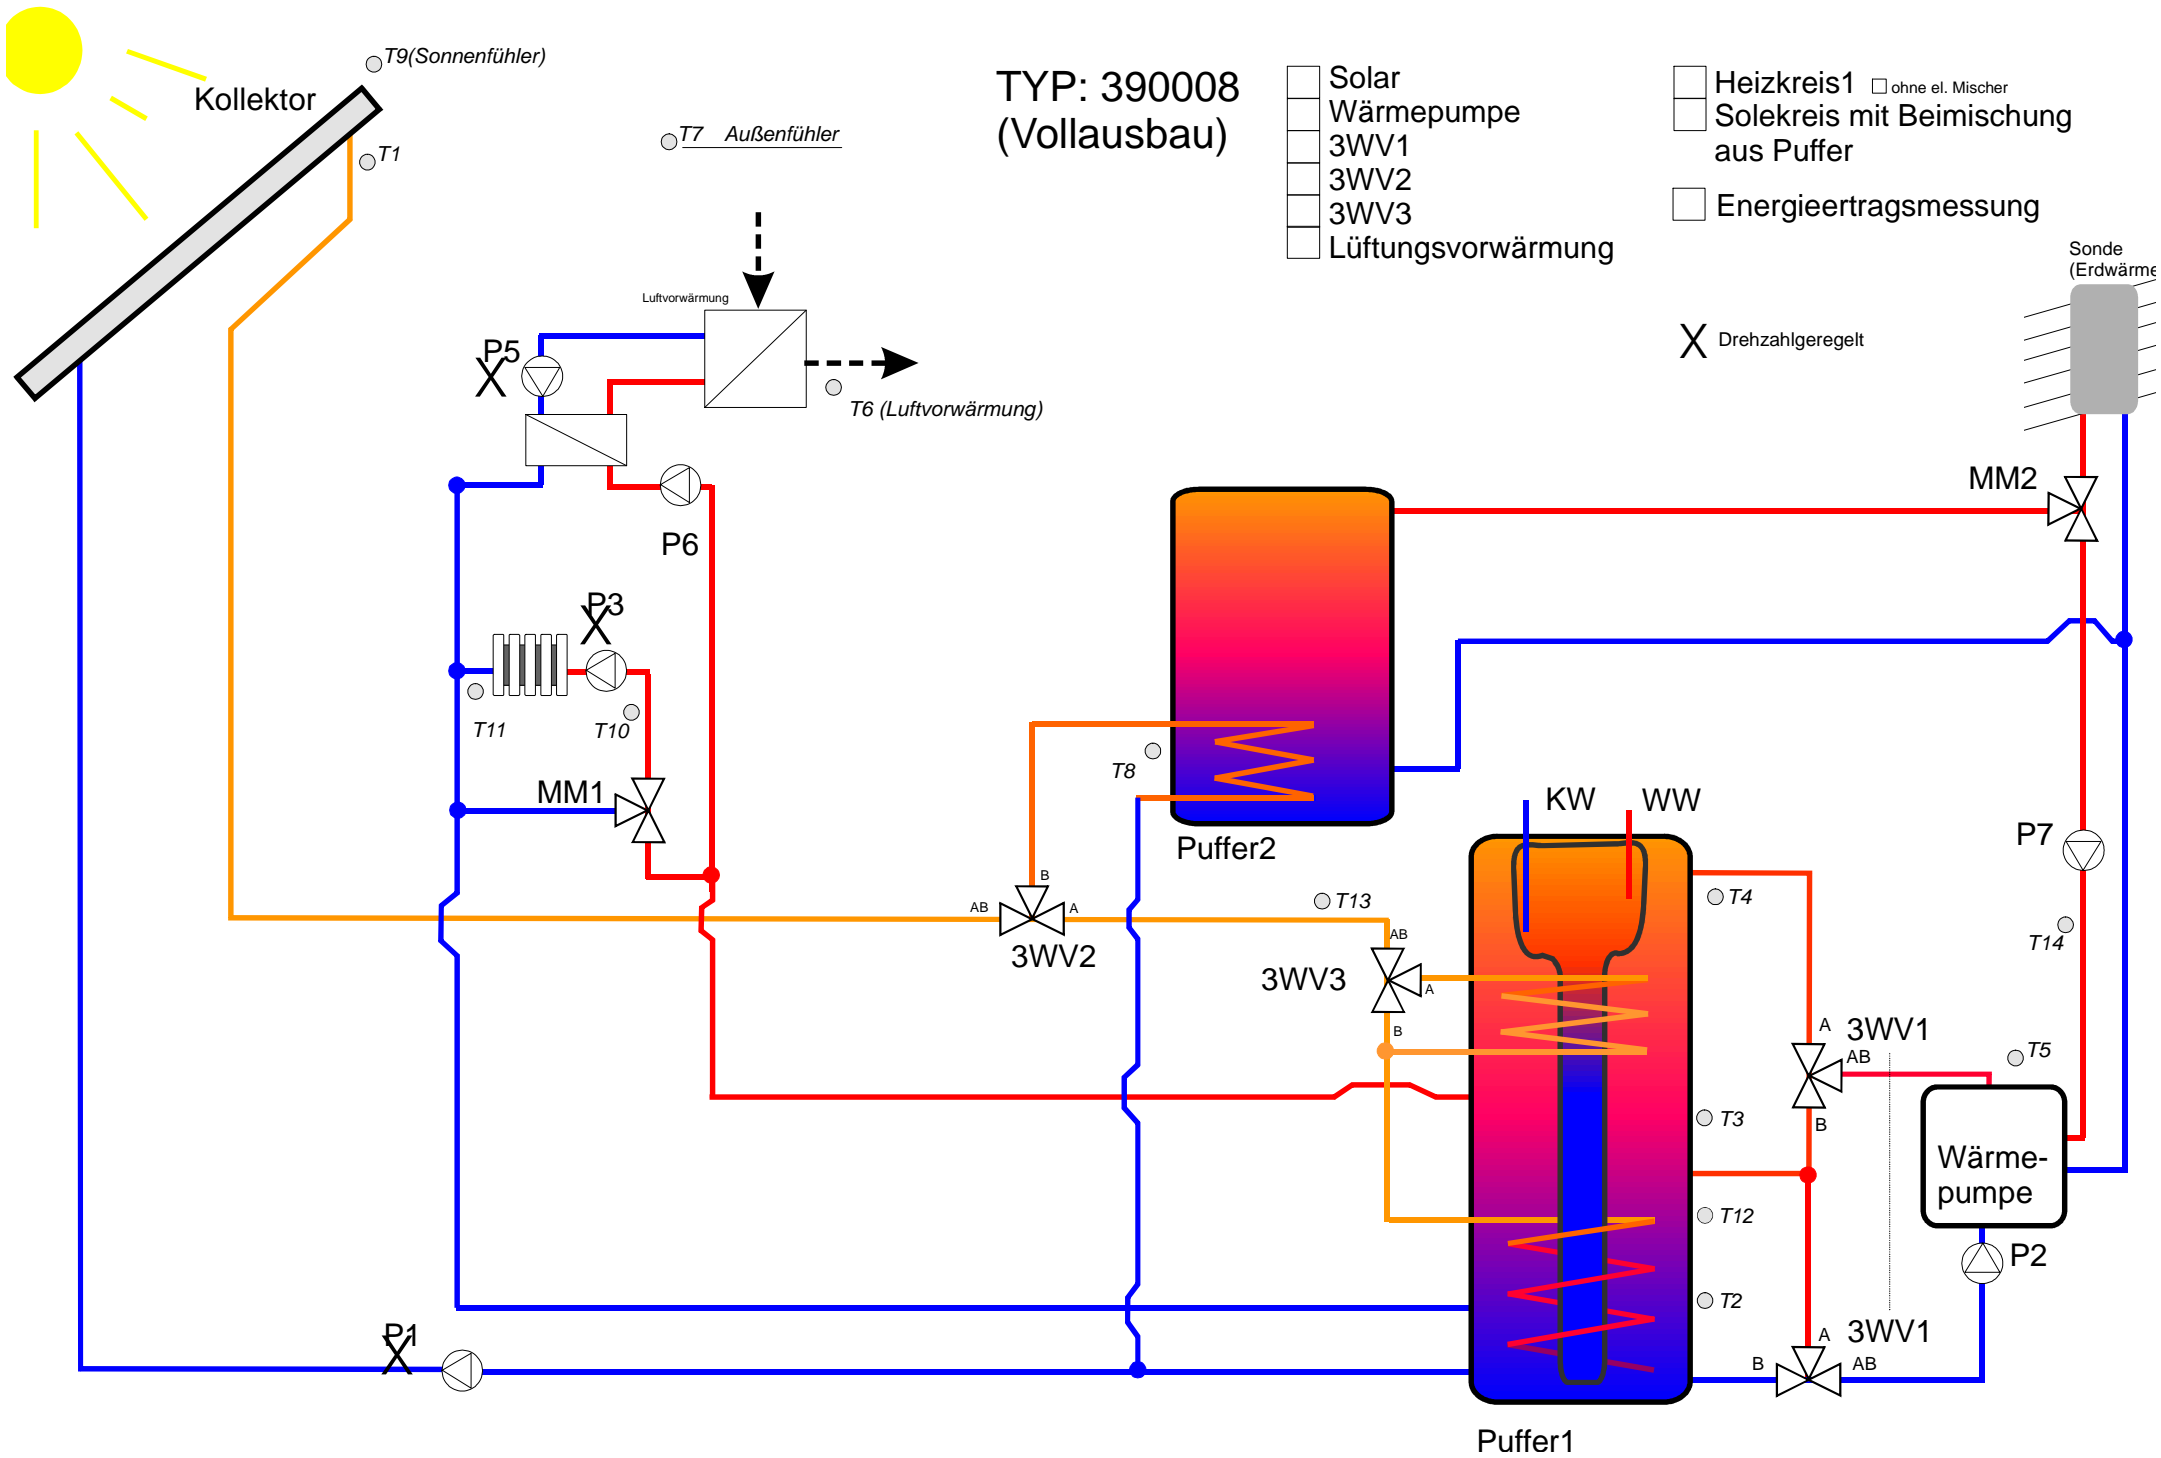 T9(Sonnenfühler)
Kollektor
T1
T7 Außenfühler
TYP: 390008
(Vollausbau)
Solar
Wärmepumpe
3WV1
3WV2
3WV3
Lüftungsvorwärmung
Heizkreis1
ohne el. Mischer
Solekreis mit Beimischung
aus Puffer
Energieertragsmessung
Sonde
(Erdwärme
X Drehzahlgeregelt
Luftvorwärmung
P5
X
T6 (Luftvorwärmung)
MM2
P6
P3
X
T11
T10
MM1
T8
Puffer2
KW
WW
P7
B
AB
A
3WV2
T13
T4
T14
AB
3WV3
A
B
A
3WV1
AB
T5
B
T3
Wärme-
pumpe
T12
P2
T2
P1
X
A
3WV1
B
AB
Puffer1